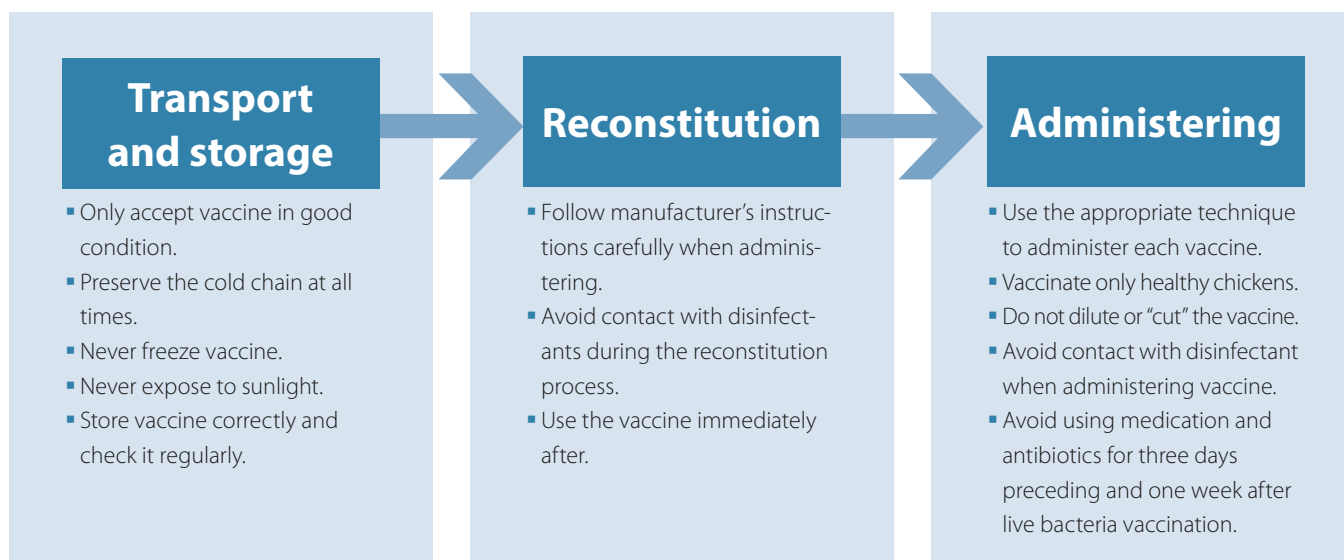 Transport
and storage
▪ Only accept vaccine in good
condition.
▪ Preserve the cold chain at all
times.
▪ Never freeze vaccine.
▪ Never expose to sunlight.
▪ Store vaccine correctly and
check it regularly.
Reconstitution
▪ Follow manufacturer’s instruc-
tions carefully when adminis-
tering.
▪ Avoid contact with disinfect-
ants during the reconstitution
process.
▪ Use the vaccine immediately
after.
Administering
▪ Use the appropriate technique
to administer each vaccine.
▪ Vaccinate only healthy chickens.
▪ Do not dilute or “cut” the vaccine.
▪ Avoid contact with disinfectant
when administering vaccine.
▪ Avoid using medication and
antibiotics for three days
preceding and one week after
live bacteria vaccination.